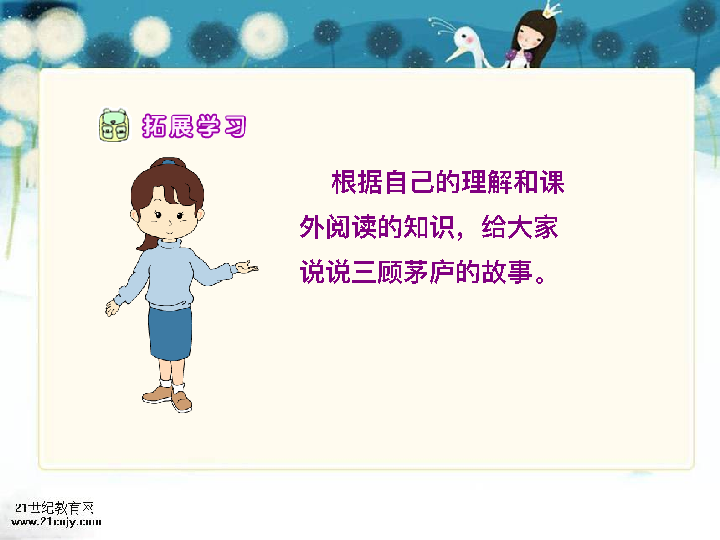 拓展学习
根据自己的理解和课
外阅读的知识，给大家
说说三顾茅庐的故事。
21世纪教育网
www.21cnjy.com